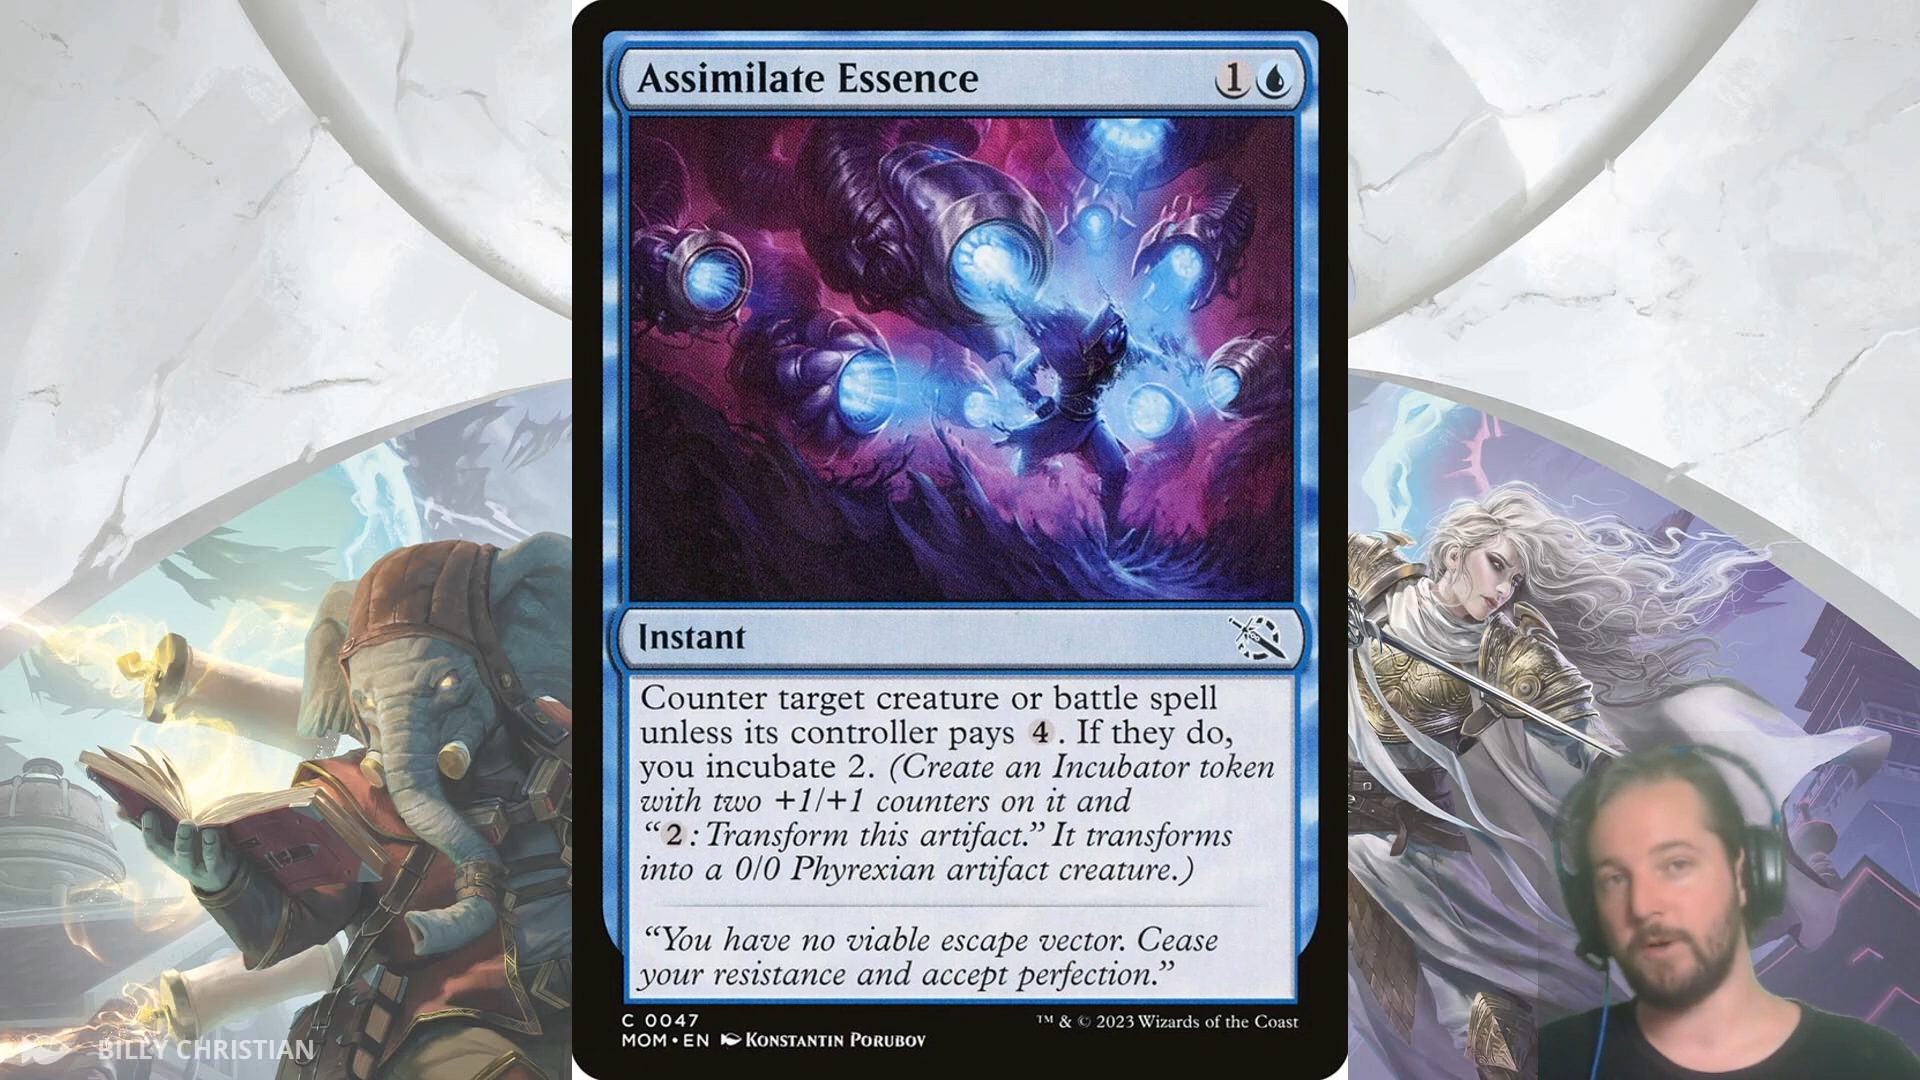 Assimilate Essence 1
Instant
Counter target creature or battle spell
unless its controller pays 4. If they do,
you incubate 2. (Create an Incubator token
with two +1/+1 counters on it and
“2: Transform this artifact.” It transforms
into a 0/0 Phyrexian artifact creature.)
“You have no viable escape vector. Cease
your resistance and accept perfection.”
C 0047
MOM • EN Konstantin Porubov
™ & © 2023 Wizards of the Coast
BILLY CHRISTIAN